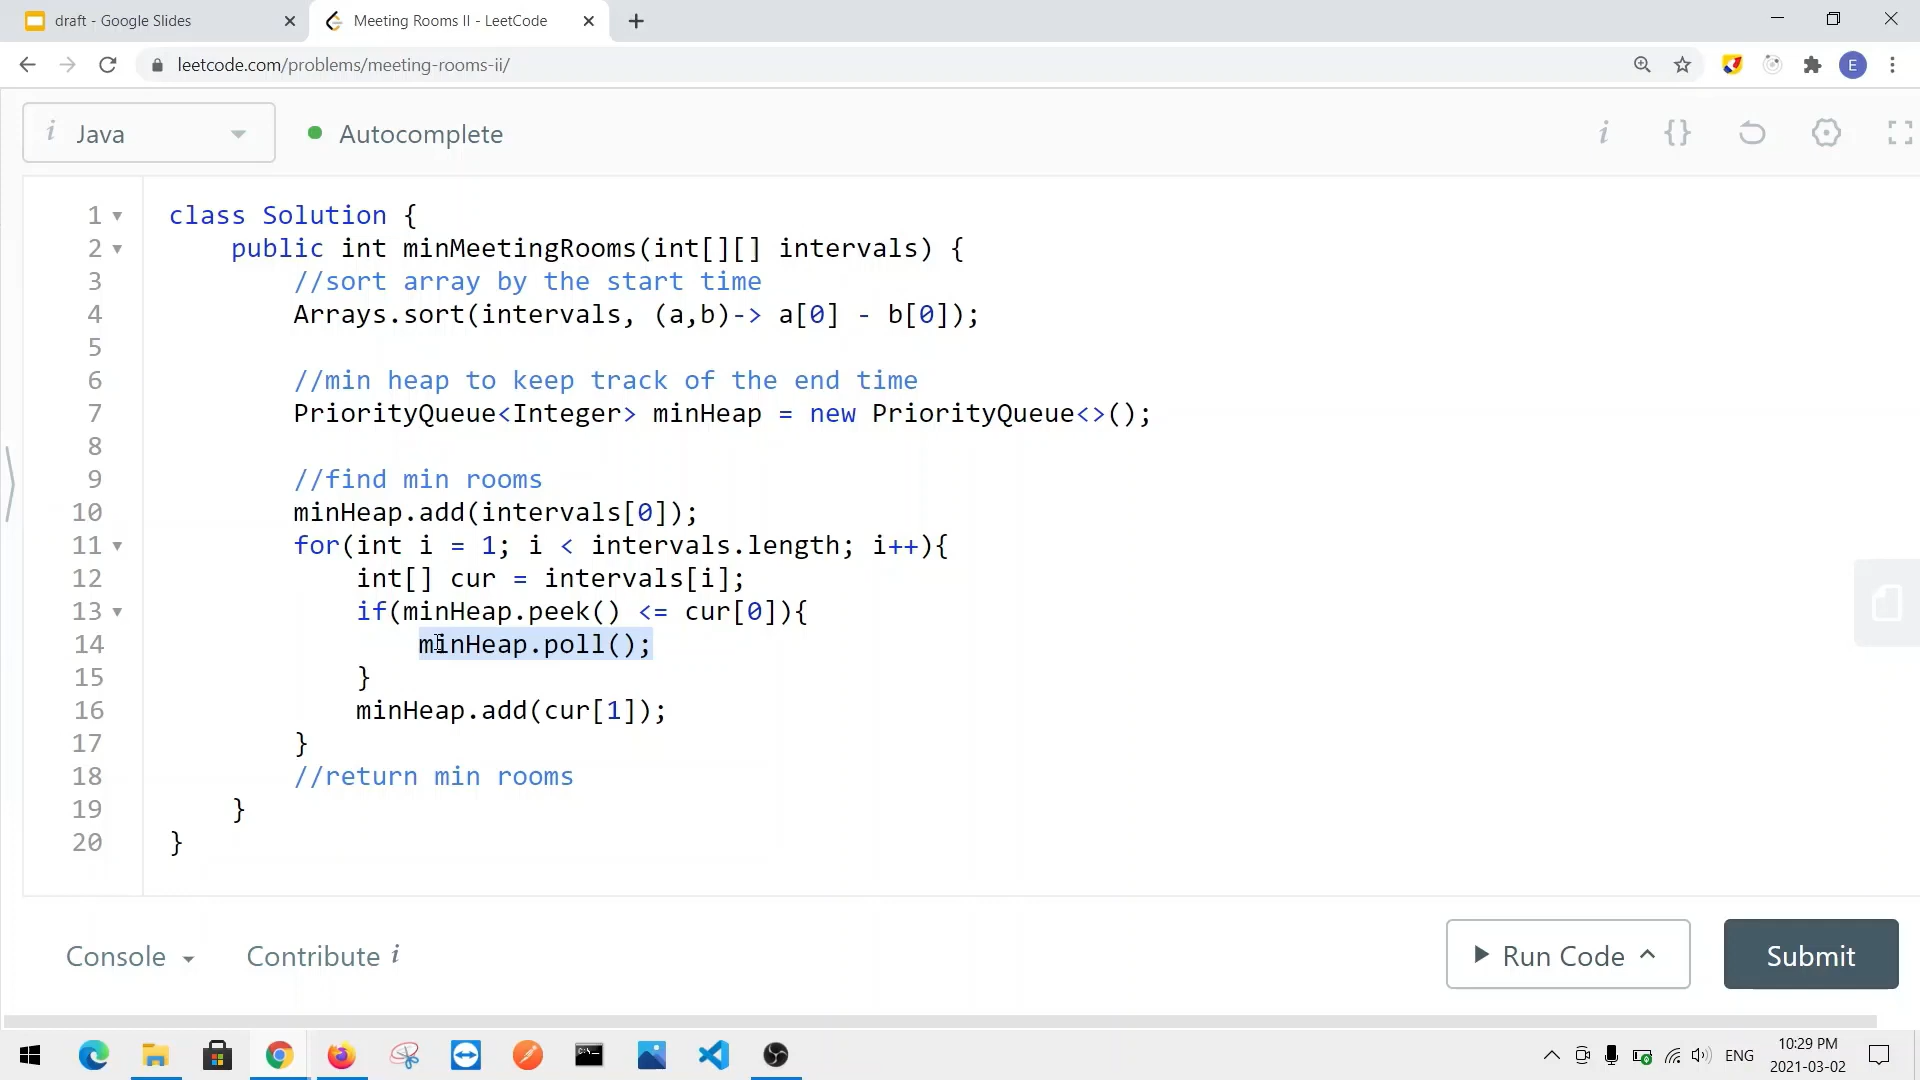 draft - Google Slides
Meeting Rooms II - LeetCode
leetcode.com/problems/meeting-rooms-ii/
E
i Java
Autocomplete
i {}
1 class Solution {
2 public int minMeetingRooms(int[][] intervals) {
3 //sort array by the start time
4 Arrays.sort(intervals, (a,b)-> a[0] - b[0]);
5
6 //min heap to keep track of the end time
7 PriorityQueue<Integer> minHeap = new PriorityQueue<>();
8
9 //find min rooms
10 minHeap.add(intervals[0]);
11 for(int i = 1; i < intervals.length; i++){
12 int[] cur = intervals[i];
13 if(minHeap.peek() <= cur[0]){
14 minHeap.poll();
15 }
16 minHeap.add(cur[1]);
17 }
18 //return min rooms
19 }
20 }
Console
Contribute i
Run Code
Submit
ENG
10:29 PM
2021-03-02